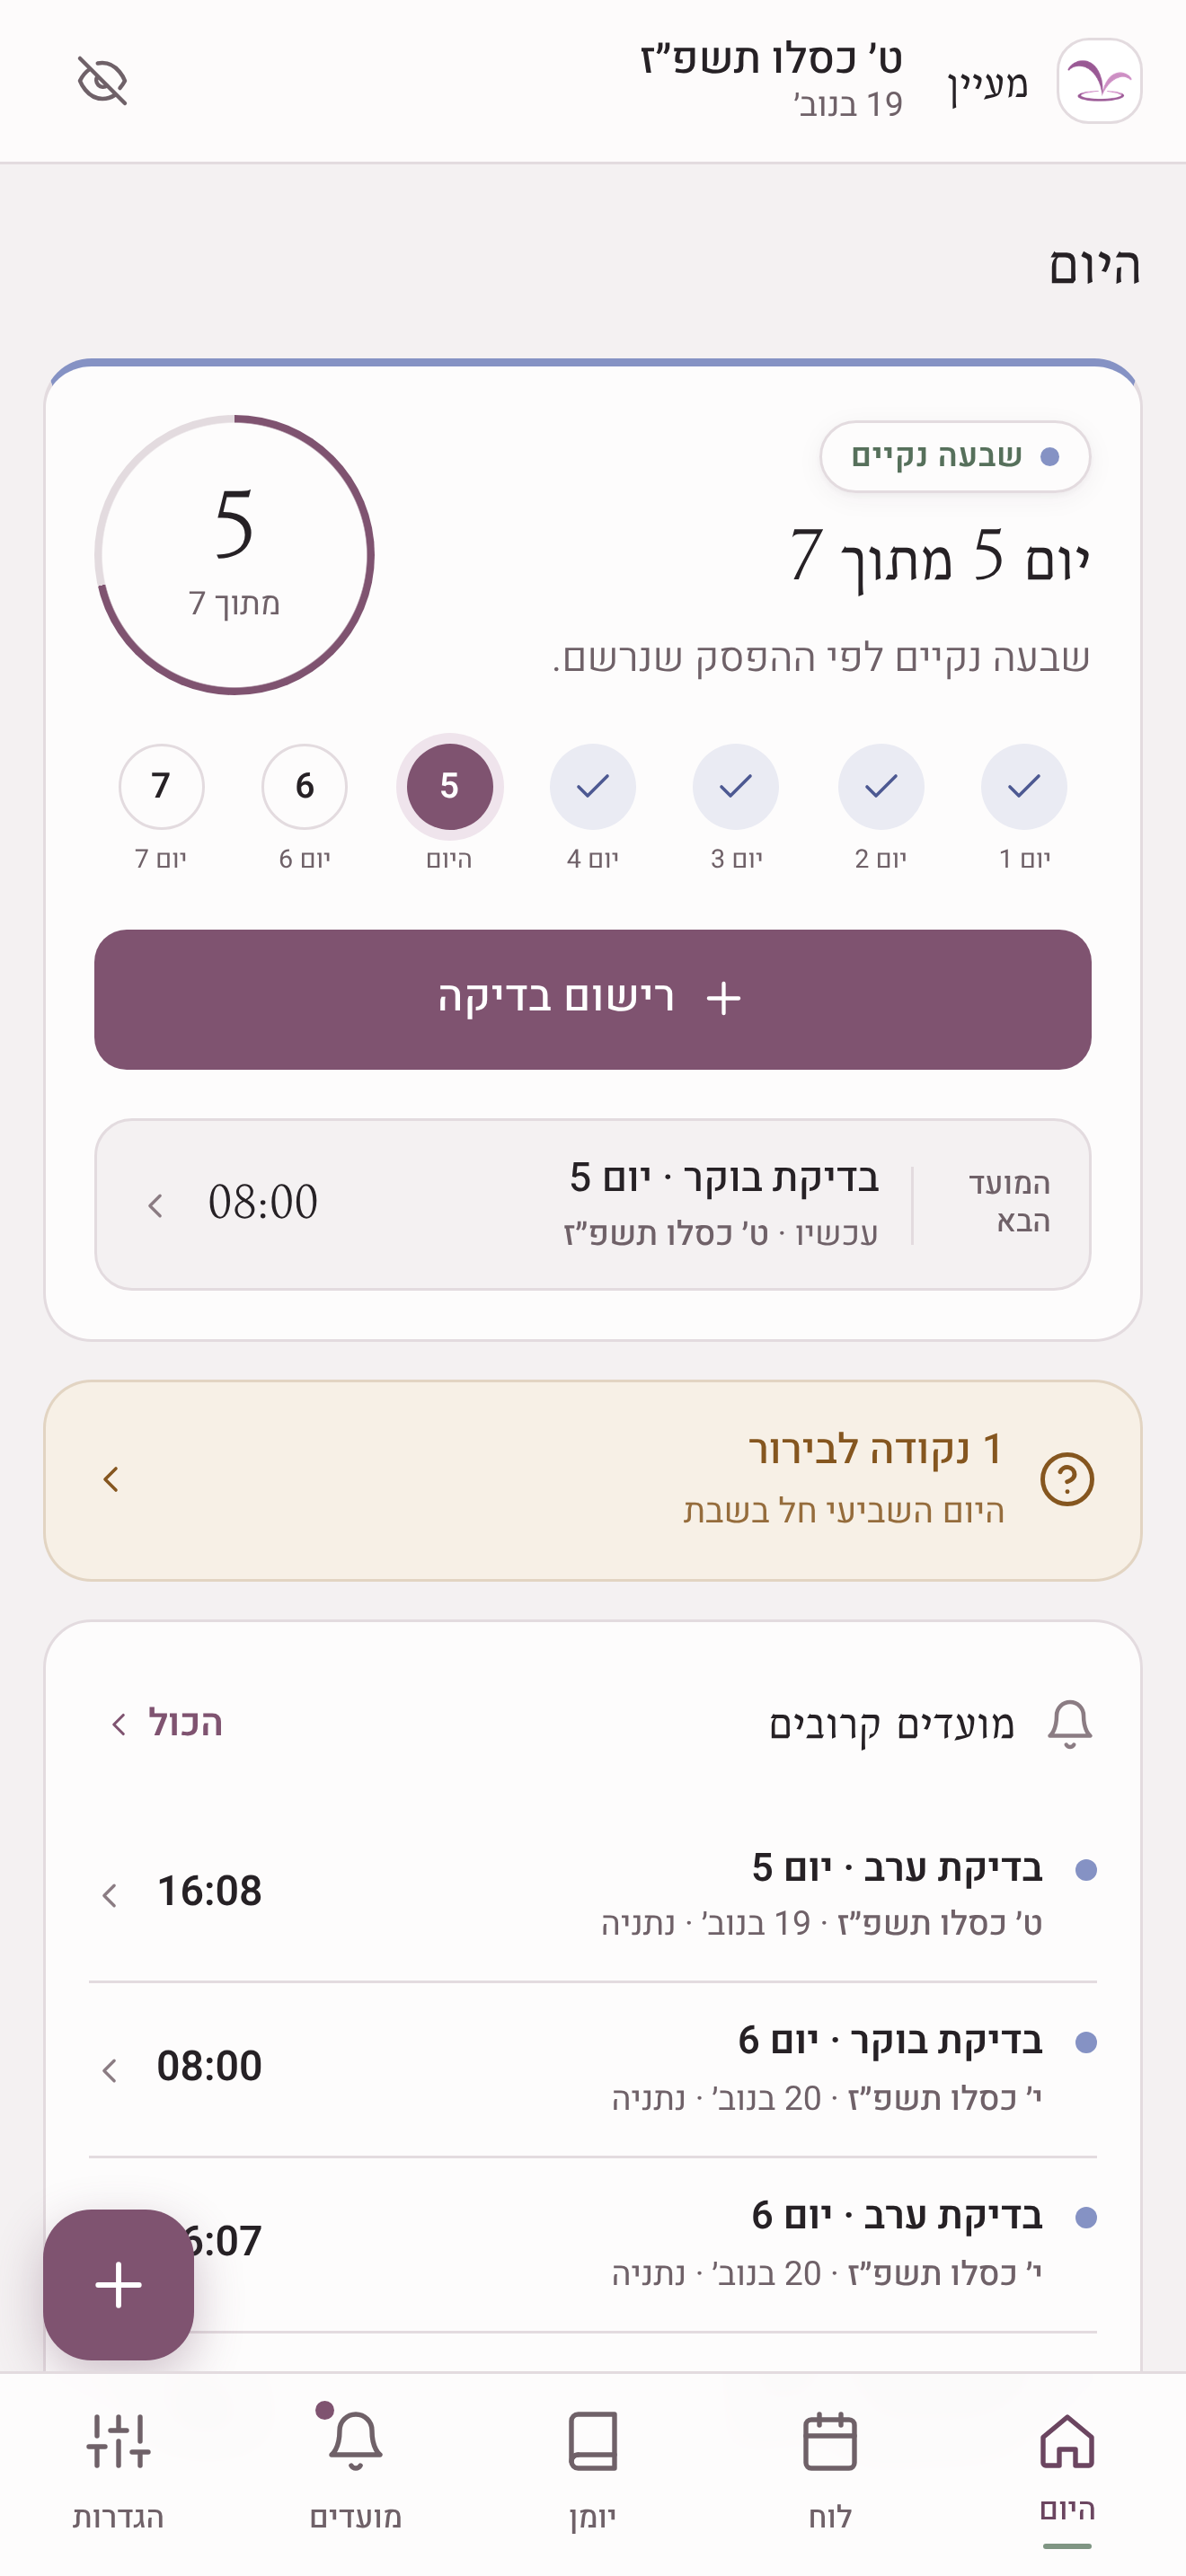 מעיין
ט׳ כסלו תשפ״ז
19 בנוב׳
היום
שבעה נקיים
יום 5 מתוך 7
שבעה נקיים לפי ההפסק שנרשם.
5
מתוך 7
5
6
7
יום 1
יום 2
יום 3
יום 4
היום
יום 6
יום 7
רישום בדיקה
המועד
הבא
בדיקת בוקר · יום 5
עכשיו · ט׳ כסלו תשפ״ז
08:00
1 נקודה לבירור
היום השביעי חל בשבת
מועדים קרובים
הכול
בדיקת ערב · יום 5
ט׳ כסלו תשפ״ז · 19 בנוב׳ · נתניה
16:08
בדיקת בוקר · יום 6
י׳ כסלו תשפ״ז · 20 בנוב׳ · נתניה
08:00
בדיקת ערב · יום 6
י׳ כסלו תשפ״ז · 20 בנוב׳ · נתניה
היום
לוח
יומן
מועדים
הגדרות